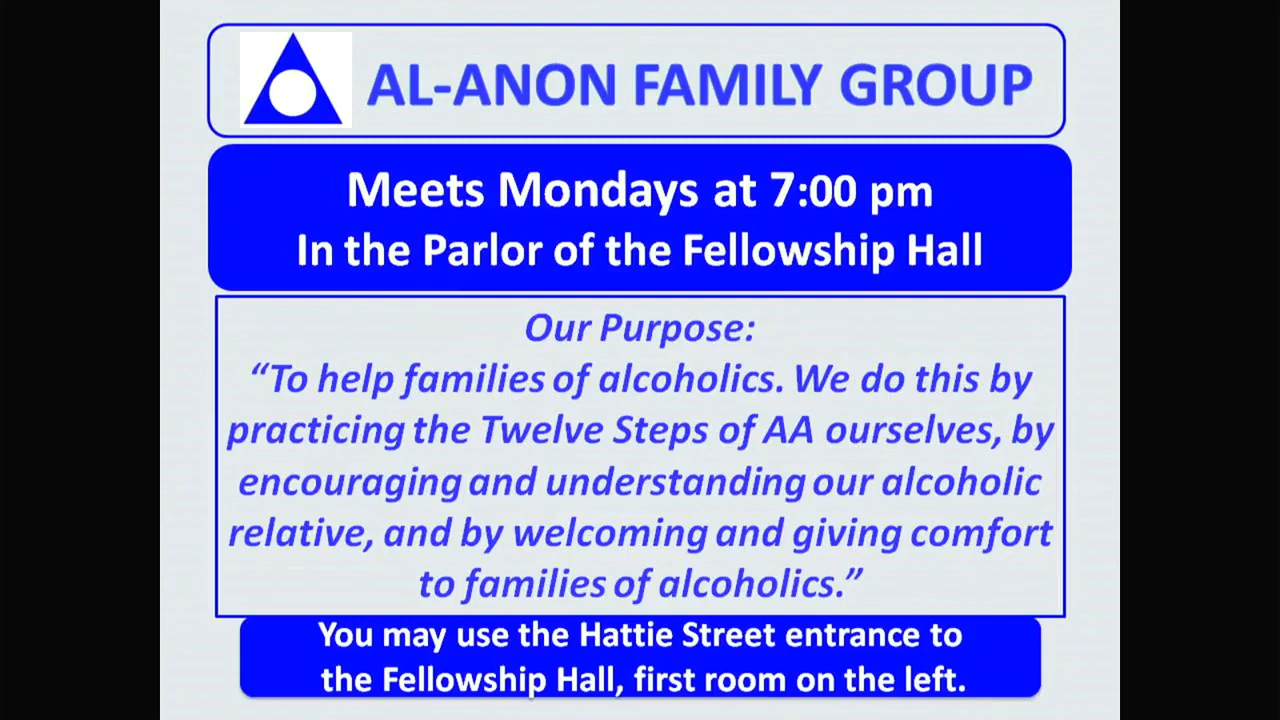 AL-ANON FAMILY GROUP
Meets Mondays at 7:00 pm
In the Parlor of the Fellowship Hall
Our Purpose:
“To help families of alcoholics. We do this by
practicing the Twelve Steps of AA ourselves, by
encouraging and understanding our alcoholic
relative, and by welcoming and giving comfort
to families of alcoholics.”
You may use the Hattie Street entrance to
the Fellowship Hall, first room on the left.